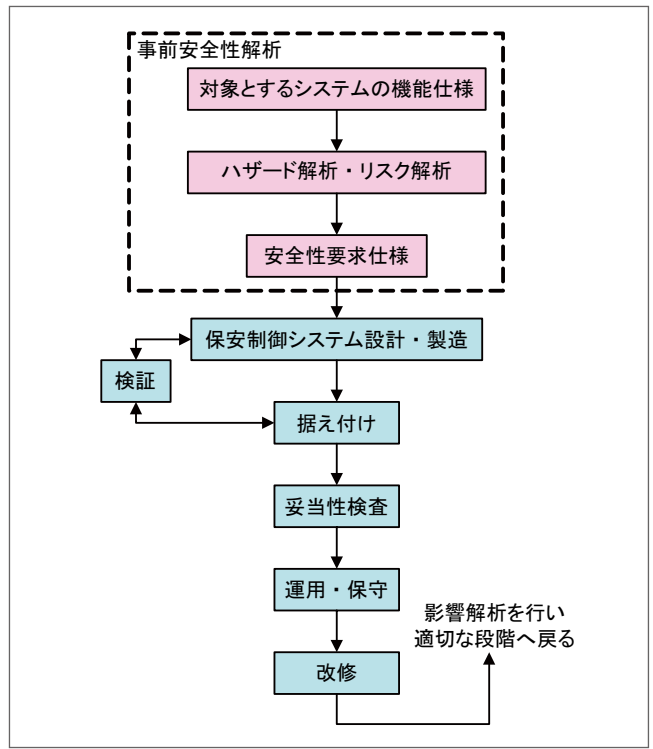 事前安全性解析
対象とするシステムの機能仕様
ハザード解析・リスク解析
安全性要求仕様
保安制御システム設計・製造
検証
据え付け
妥当性検査
運用・保守
影響解析を行い
適切な段階へ戻る
改修